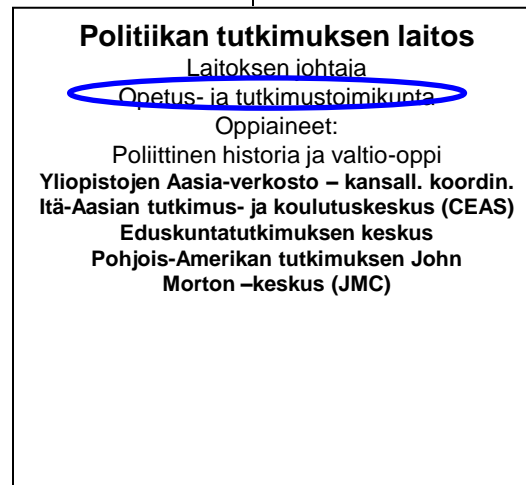 Politiikan tutkimuksen laitos
Laitoksen johtaja
Opetus- ja tutkimustoimikunta
Oppiaineet:
Poliittinen historia ja valtio-oppi
Yliopistojen Aasia-verkosto – kansall. koordin.
Itä-Aasian tutkimus- ja koulutuskeskus (CEAS)
Eduskuntatutkimuksen keskus
Pohjois-Amerikan tutkimuksen John
Morton –keskus (JMC)